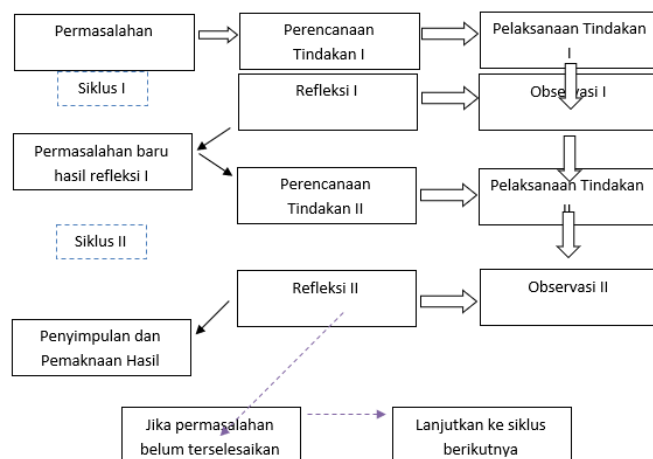 Permasalahan
Perencanaan
Tindakan I
Pelaksanaan Tindakan
I
Siklus I
Refleksi I
Observasi I
Permasalahan baru
hasil refleksi I
Perencanaan
Tindakan II
Pelaksanaan Tindakan
II
Siklus II
Refleksi II
Observasi II
Penyimpulan dan
Pemaknaan Hasil
Jika permasalahan
belum terselesaikan
Lanjutkan ke siklus
berikutnya